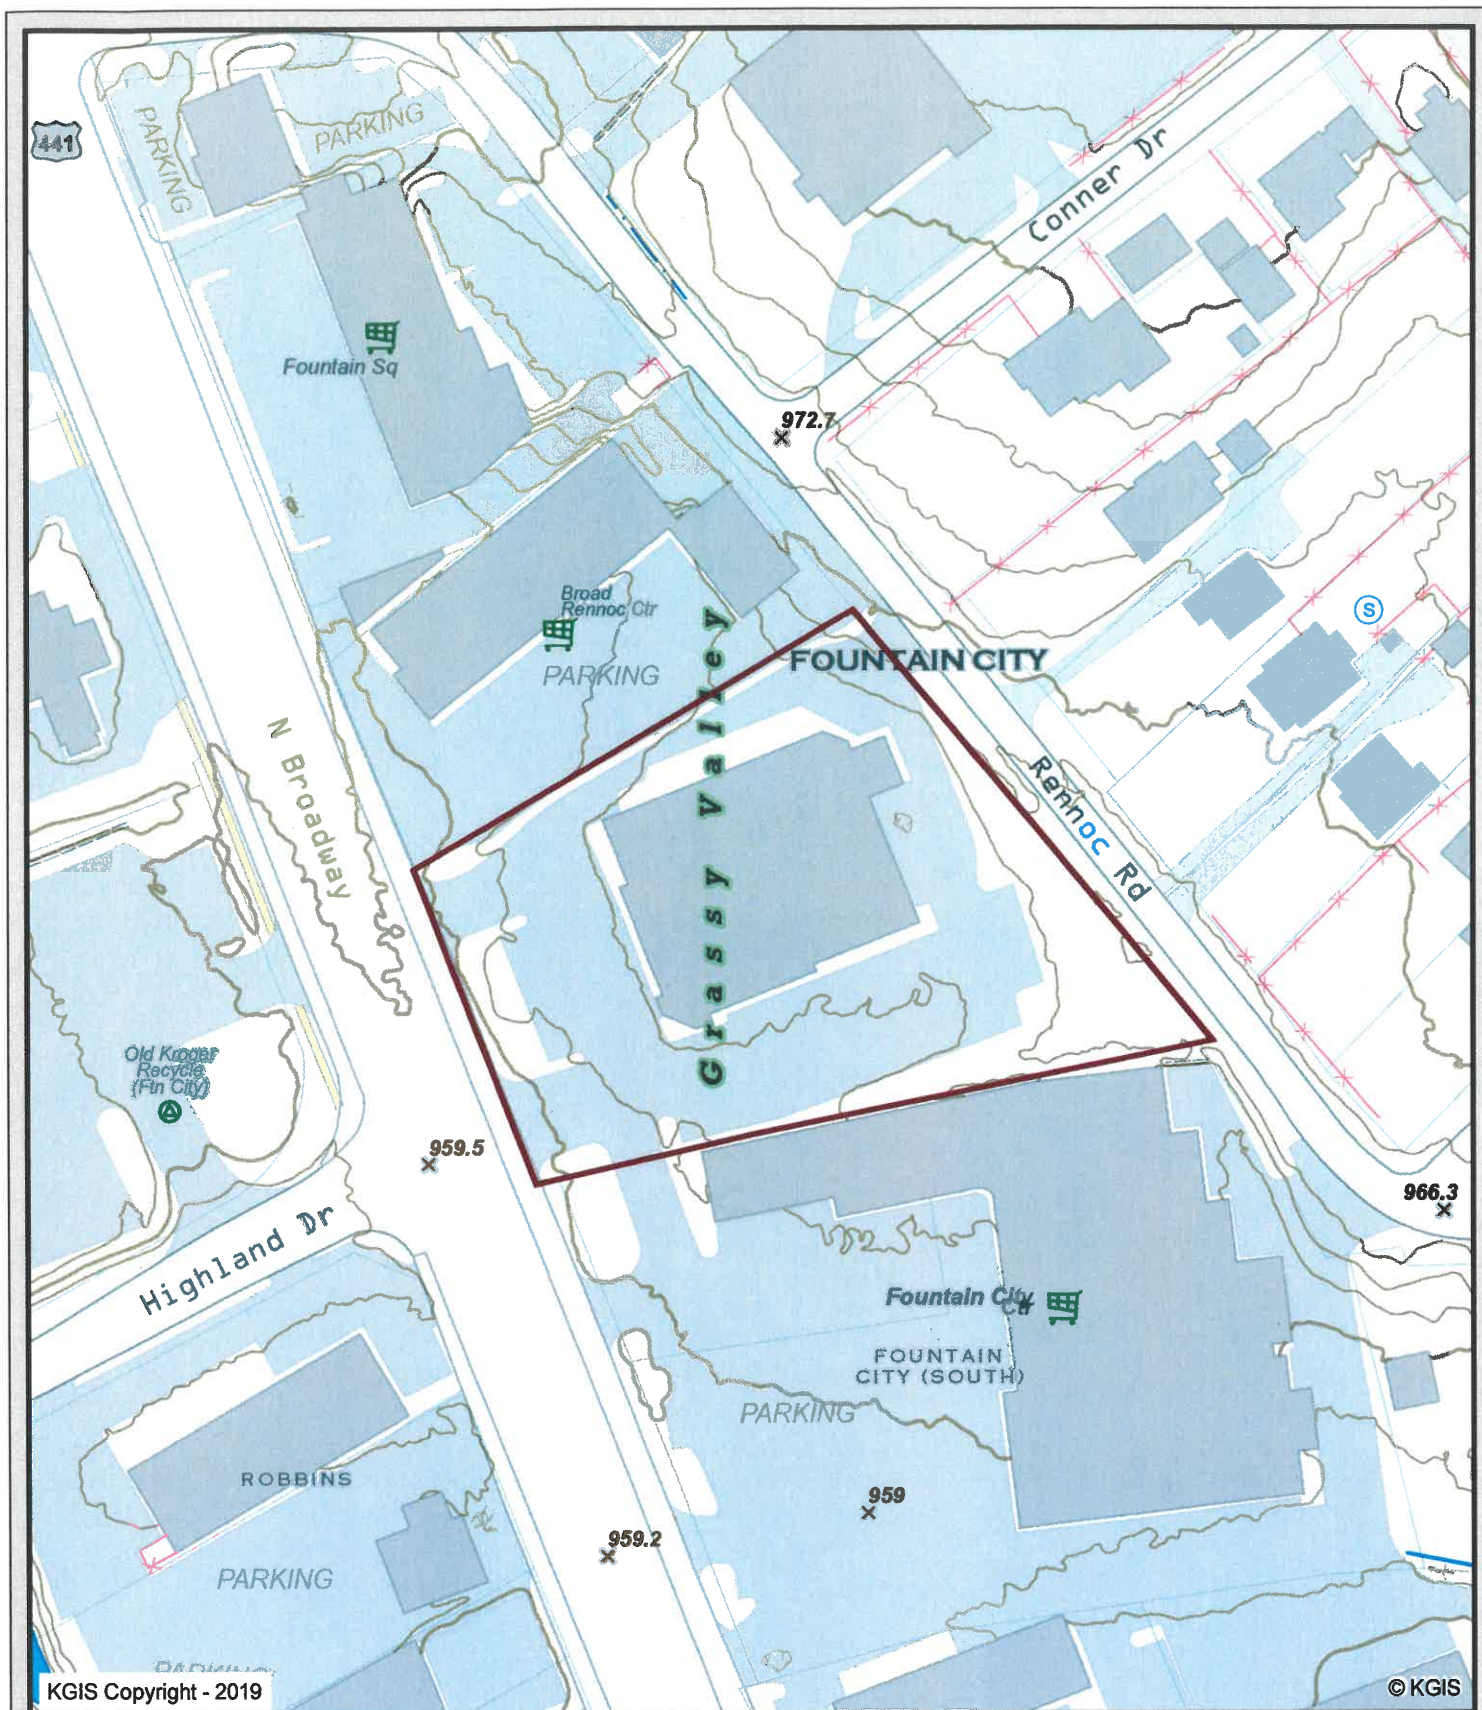 441
PARKING
PARKING
Conner Dr
Fountain Sq
972.7
Broad
Rennoc Ctr
PARKING
FOUNTAIN CITY
Grassy Valley
N Broadway
Rennoc Rd
S
Old Kroger
Recycle
(Ftn City)
959.5
966.3
Highland Dr
Fountain City
Ctr
FOUNTAIN
CITY (SOUTH)
PARKING
ROBBINS
959
959.2
PARKING
PARKING
KGIS Copyright - 2019
© KGIS